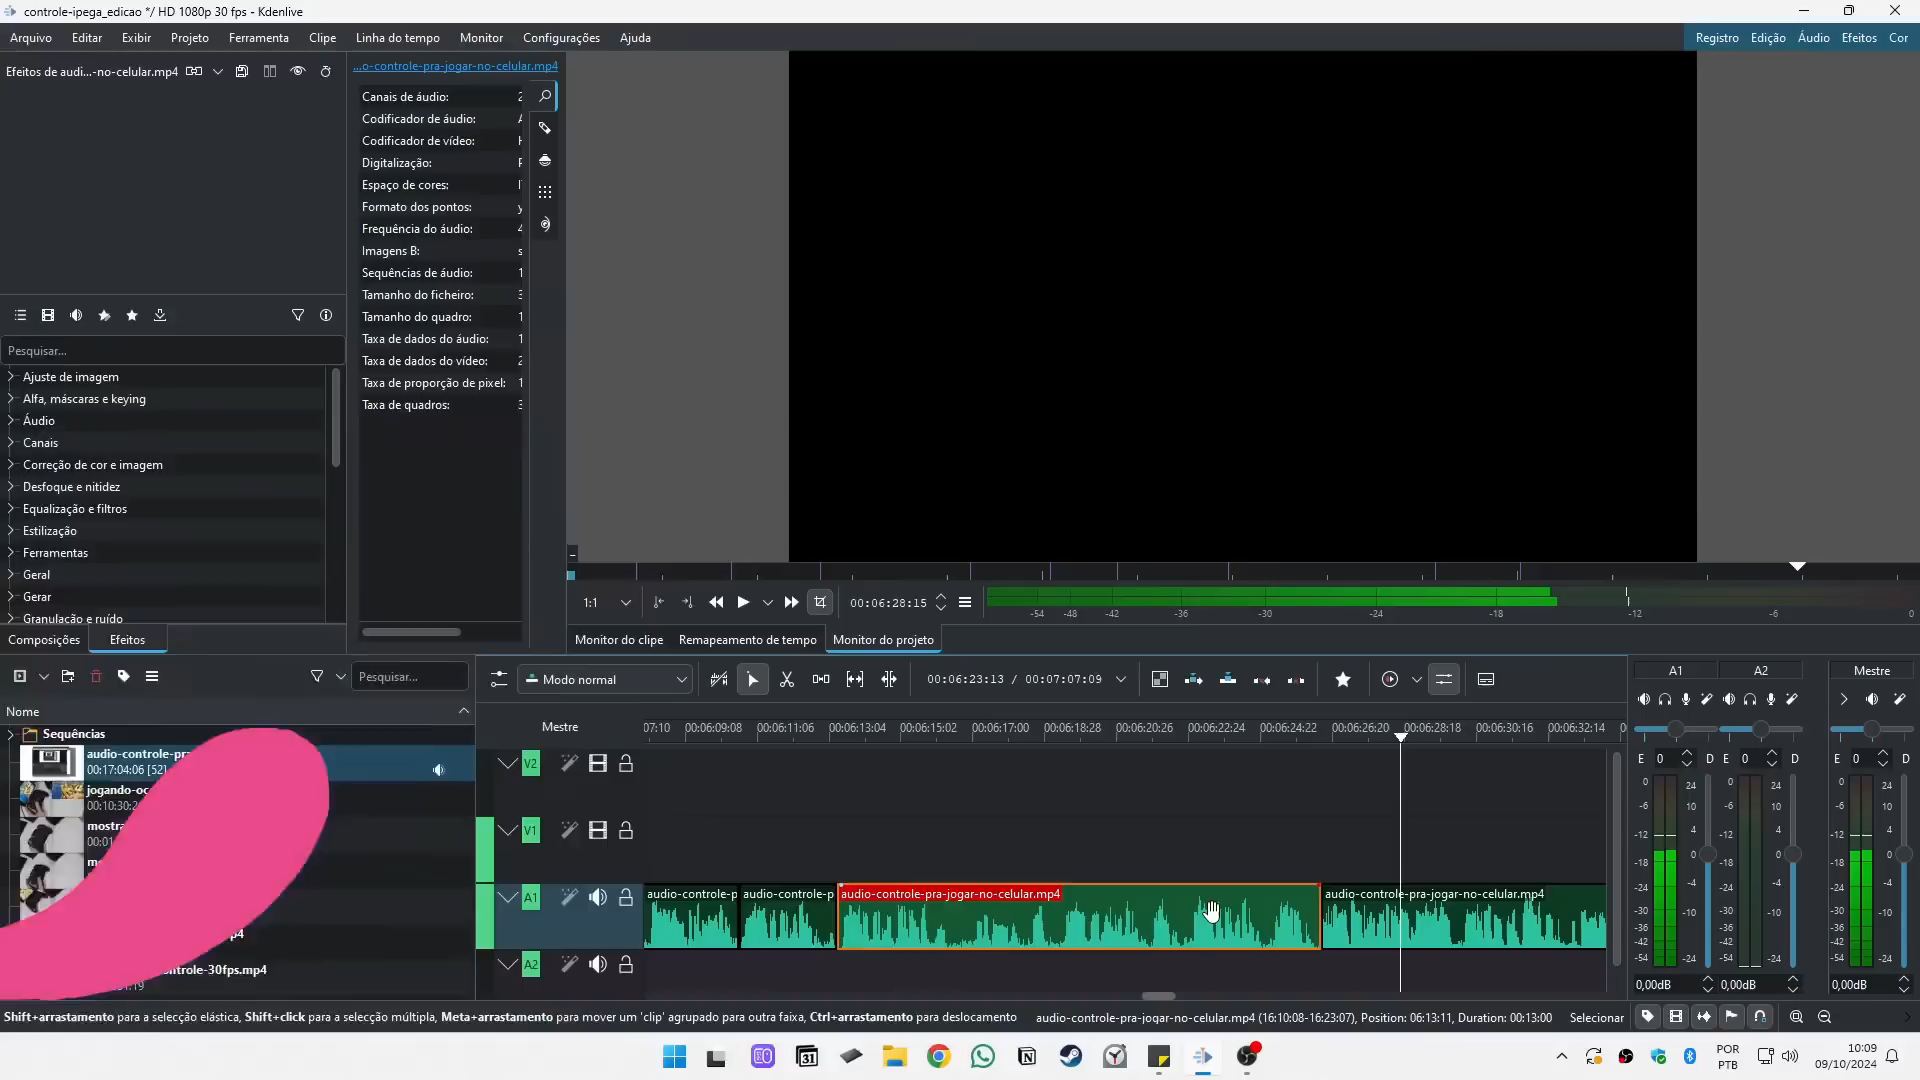 controle-ipega_edicao */ HD 1080p 30 fps - Kdenlive
Arquivo Editar Exibir Projeto Ferramenta Clipe Linha do tempo Monitor Configurações Ajuda
Registro Edição Áudio Efeitos Cor
Efeitos de audi...-no-celular.mp4
...o-controle-pra-jogar-no-celular.mp4
Canais de áudio: 2
Codificador de áudio: A
Codificador de vídeo:
Digitalização:
Espaço de cores:
Formato dos pontos: y
Frequência do áudio: 4
Imagens B: s
Sequências de áudio: 1
Tamanho do ficheiro: 3
Tamanho do quadro: 1
Taxa de dados do áudio: 1
Taxa de dados do vídeo: 2
Taxa de proporção de pixel: 1
Taxa de quadros: 3
Pesquisar...
Ajuste de imagem
Alfa, máscaras e keying
Áudio
Canais
Correção de cor e imagem
Desfoque e nitidez
Equalização e filtros
Estilização
Ferramentas
Geral
Gerar
Granulação e ruído
Composições Efeitos
1:1
00:06:28:15
-54 -48 -42 -36 -30 -24 -18 -12 -6 0
Monitor do clipe Remapeamento de tempo Monitor do projeto
Pesquisar...
Nome
Sequências
audio-controle-pra
00:17:04:06 [52]
jogando-oc
00:10:30:2
mostra
00:01
mo
p4
ntrole-30fps.mp4
1:19
Modo normal
00:06:23:13 / 00:07:07:09
Mestre
07:10 00:06:09:08 00:06:11:06 00:06:13:04 00:06:15:02 00:06:17:00 00:06:18:28 00:06:20:26 00:06:22:24 00:06:24:22 00:06:26:20 00:06:28:18 00:06:30:16 00:06:32:14
V2
V1
A1
audio-controle-p audio-controle-p audio-controle-pra-jogar-no-celular.mp4 audio-controle-pra-jogar-no-celular.mp4
A2
A1 A2 Mestre
E 0 D E 0 D E 0 D
0 -6 -12 -18 -24 -30 -36 -42 -54
24 10 4 0 -4 -10 -24
0 -6 -12 -18 -24 -30 -36 -42 -54
24 10 4 0 -4 -10 -24
0 -6 -12 -18 -24 -30 -36 -42 -54
0,00dB 0,00dB 0,00dB
Shift+arrastamento para a selecção elástica, Shift+click para a selecção múltipla, Meta+arrastamento para mover um 'clip' agrupado para outra faixa, Ctrl+arrastamento para deslocamento
audio-controle-pra-jogar-no-celular.mp4 (16:10:08-16:23:07), Position: 06:13:11, Duration: 00:13:00
Selecionar
31
POR
PTB
10:09
09/10/2024